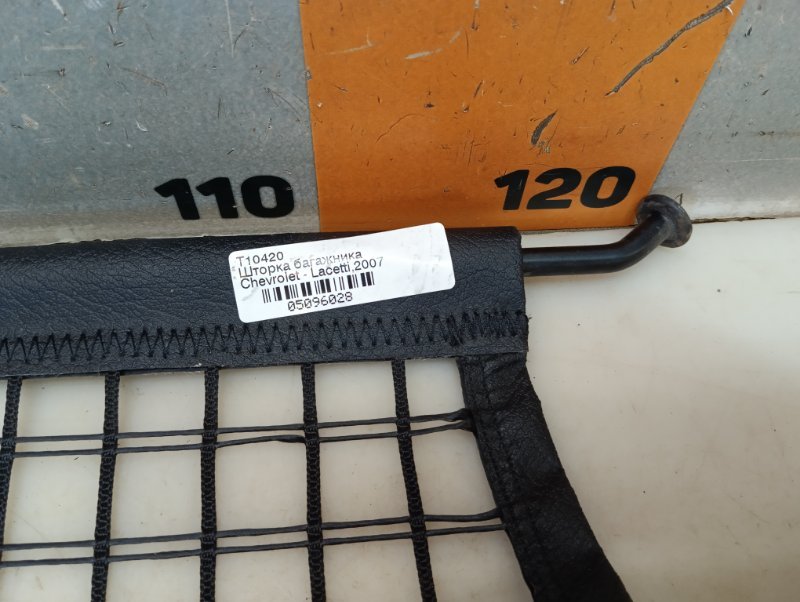 110
120
T10420
Шторка багажника
Chevrolet - Lacetti,2007
05096028